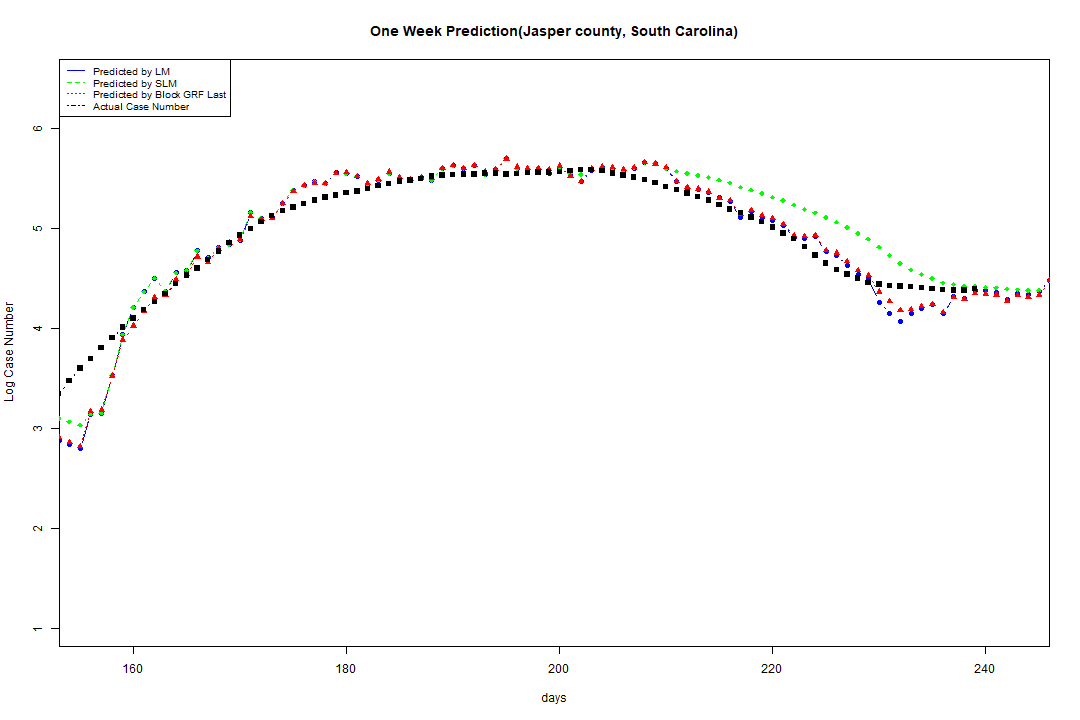 One Week Prediction(Jasper county, South Carolina)
Predicted by LM
Predicted by SLM
Predicted by Block GRF Last
Actual Case Number
6
5
4
3
2
1
Log Case Number
160 180 200 220 240
days